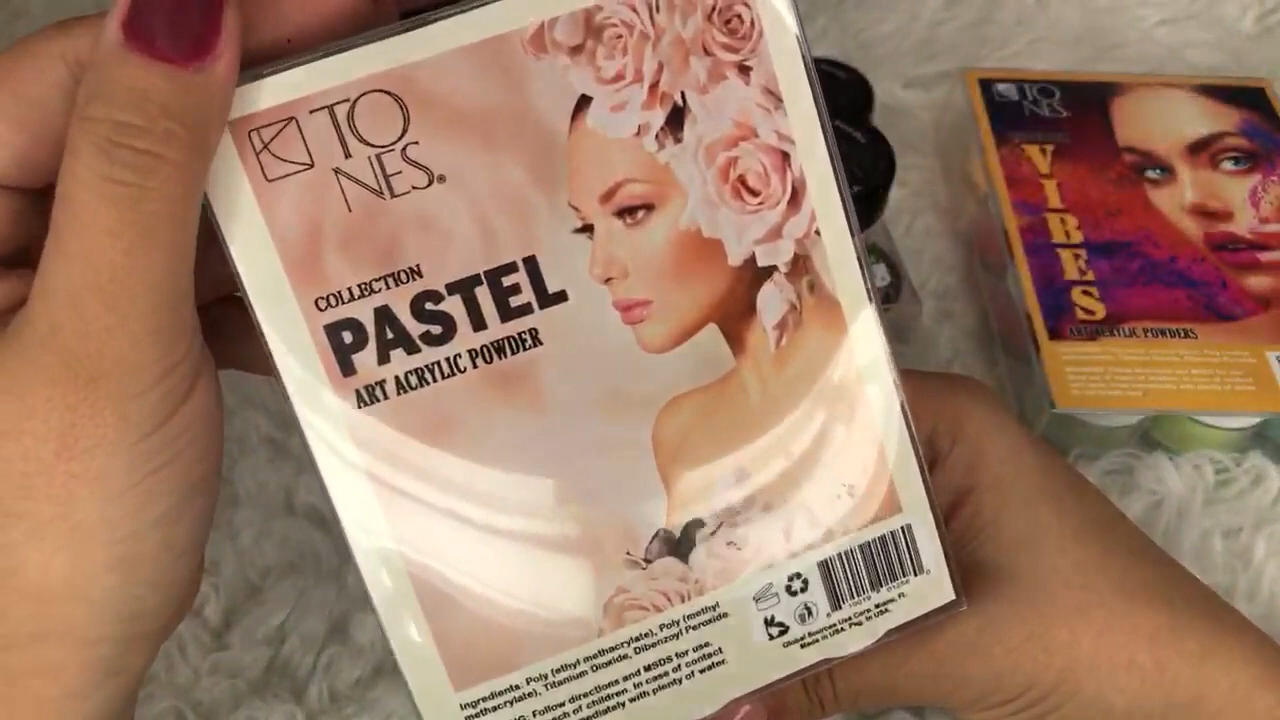 TO
NES®
COLLECTION
PASTEL
ART ACRYLIC POWDER
Ingredients: Poly (ethyl methacrylate), Poly (methyl
methacrylate), Titanium Dioxide, Dibenzoyl Peroxide.
Follow directions and MSDS for use.
of children. In case of contact
with plenty of water.
Global Sources Usa Corp. Miami, FL.
Made in USA. Pkg. in USA.
TO
NES.
VIBES
ART ACRYLIC POWDERS